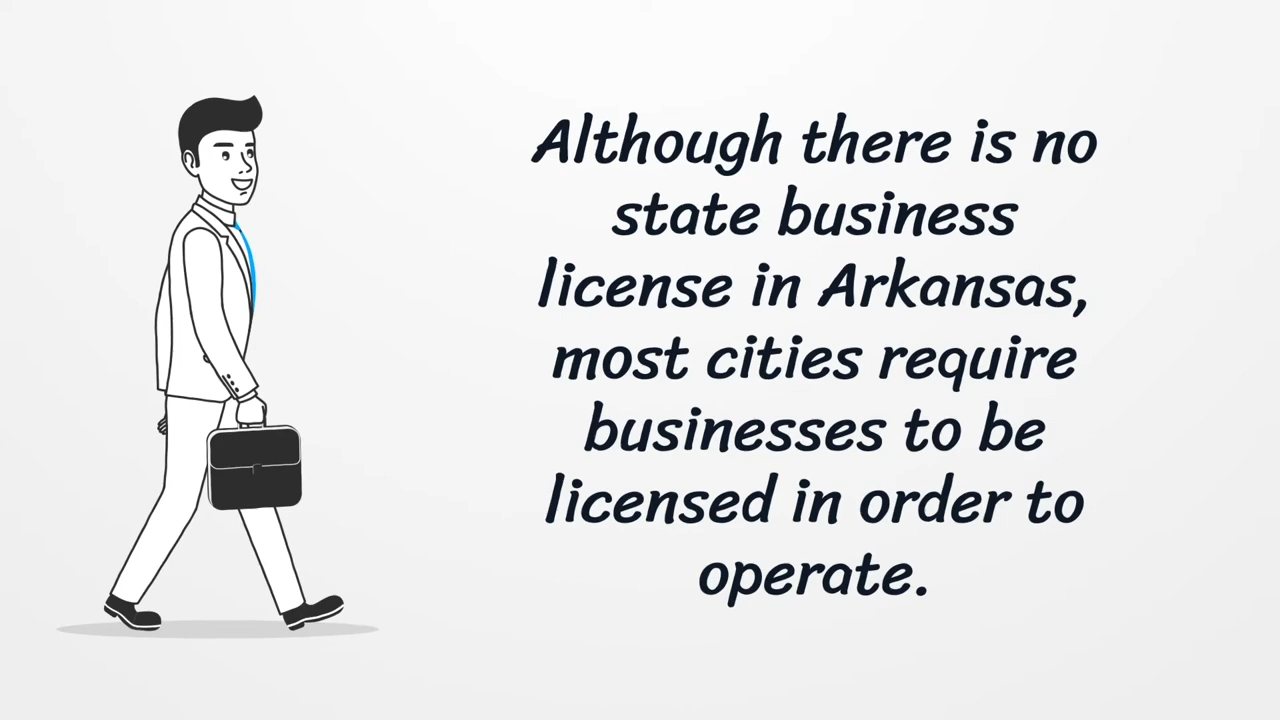 Although there is no
state business
license in Arkansas,
most cities require
businesses to be
licensed in order to
operate.